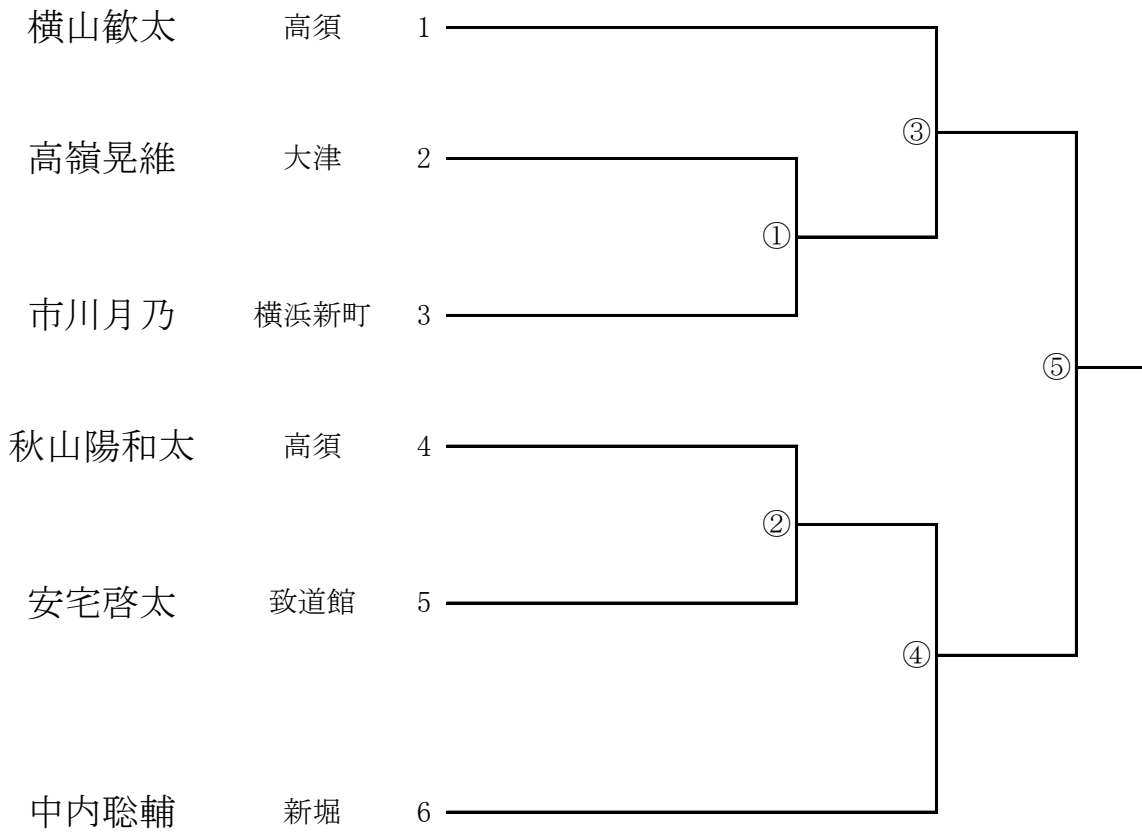 横山歓太 高須 1
③
高嶺晃維 大津 2
①
市川月乃 横浜新町 3
⑤
秋山陽和太 高須 4
②
安宅啓太 致道館 5
④
中内聡輔 新堀 6